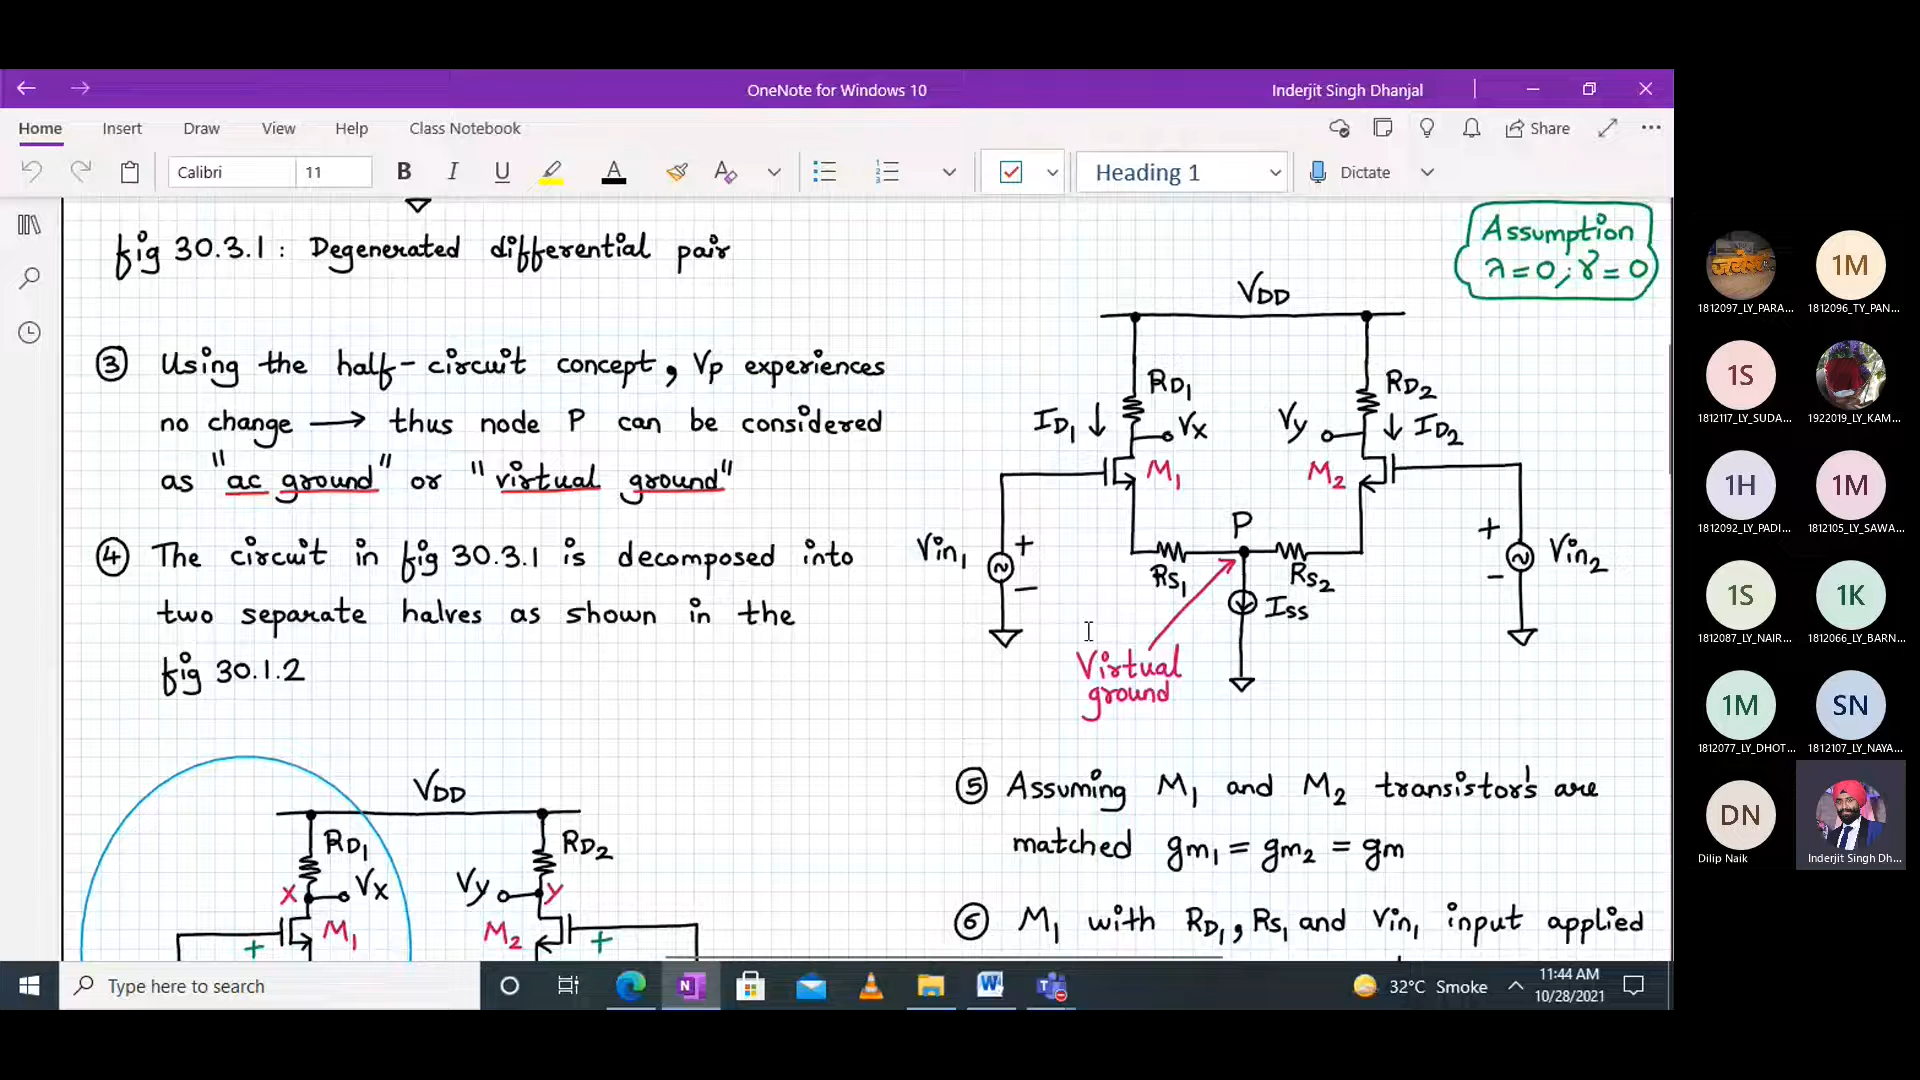 OneNote for Windows 10
Inderjit Singh Dhanjal
Home Insert Draw View Help Class Notebook
Share
Calibri 11 B I U A Heading 1 Dictate
fig 30.3.1 : Degenerated differential pair
③ Using the half-circuit concept, Vp experiences
no change → thus node P can be considered
as "ac ground" or "virtual ground"
④ The circuit in fig 30.3.1 is decomposed into
two separate halves as shown in the
fig 30.1.2
VDD
RD1
RD2
X
Vx
Vy
Y
M1
M2
+
+
Assumption
λ=0; γ=0
VDD
RD1
RD2
ID1 ↓
Vx
Vy
↓ ID2
M1
M2
P
Vin1
+
−
RS1
RS2
+
−
Vin2
ISS
Virtual
ground
⑤ Assuming M1 and M2 transistor's are
matched gm1 = gm2 = gm
⑥ M1 with RD1, RS1 and Vin1 input applied
1812097_LY_PARA...
1M
1812096_TY_PAN...
1S
1812117_LY_SUDA...
1922019_LY_KAM...
1H
1812092_LY_PADI...
1M
1812105_LY_SAWA...
1S
1812087_LY_NAIR...
1K
1812066_LY_BARN...
1M
1812077_LY_DHOT...
SN
1812107_LY_NAYA...
DN
Dilip Naik
Inderjit Singh Dh...
Type here to search
32°C Smoke
11:44 AM
10/28/2021